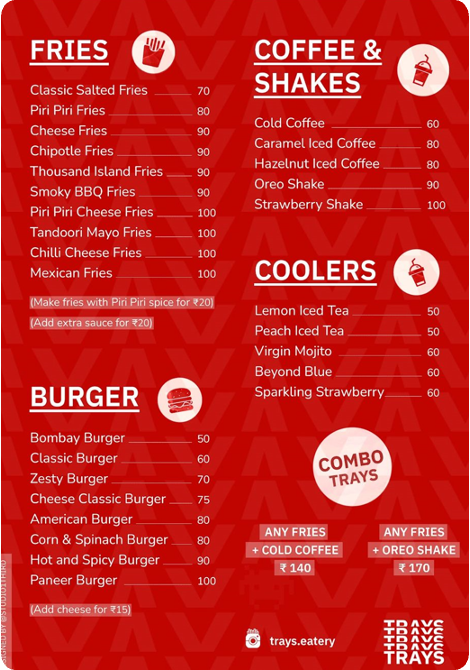 FRIES
Classic Salted Fries 70
Piri Piri Fries 80
Cheese Fries 90
Chipotle Fries 90
Thousand Island Fries 90
Smoky BBQ Fries 90
Piri Piri Cheese Fries 100
Tandoori Mayo Fries 100
Chilli Cheese Fries 100
Mexican Fries 100
(Make fries with Piri Piri spice for ₹20)
(Add extra sauce for ₹20)
BURGER
Bombay Burger 50
Classic Burger 60
Zesty Burger 70
Cheese Classic Burger 75
American Burger 80
Corn & Spinach Burger 80
Hot and Spicy Burger 90
Paneer Burger 100
(Add cheese for ₹15)
COFFEE &
SHAKES
Cold Coffee 60
Caramel Iced Coffee 80
Hazelnut Iced Coffee 80
Oreo Shake 90
Strawberry Shake 100
COOLERS
Lemon Iced Tea 50
Peach Iced Tea 50
Virgin Mojito 60
Beyond Blue 60
Sparkling Strawberry 60
COMBO
TRAYS
ANY FRIES
+ COLD COFFEE
₹ 140
ANY FRIES
+ OREO SHAKE
₹ 170
trays.eatery
TRAYS
TRAYS
TRAYS
TRAYS